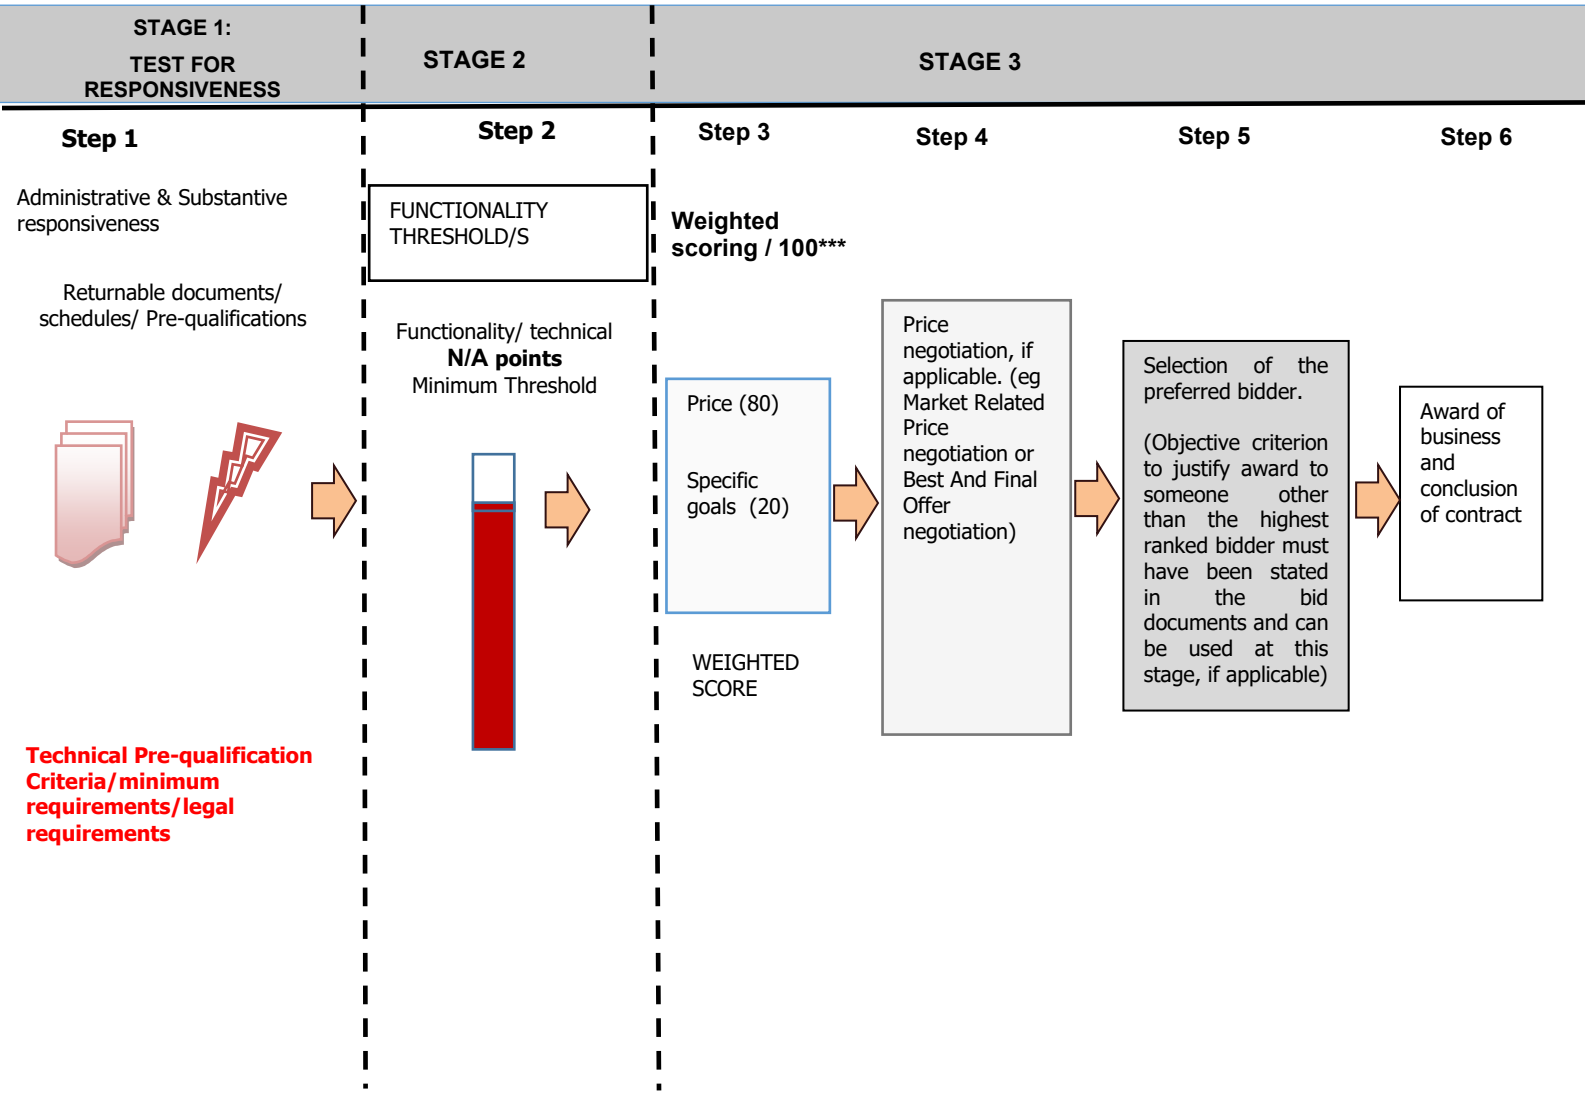 STAGE 1:
TEST FOR
RESPONSIVENESS
STAGE 2
STAGE 3
Step 1
Step 2
Step 3
Step 4
Step 5
Step 6
Administrative & Substantive
responsiveness
Returnable documents/
schedules/ Pre-qualifications
Technical Pre-qualification
Criteria/minimum
requirements/legal
requirements
FUNCTIONALITY
THRESHOLD/S
Functionality/ technical
N/A points
Minimum Threshold
Weighted
scoring / 100***
Price (80)
Specific
goals (20)
WEIGHTED
SCORE
Price
negotiation, if
applicable. (eg
Market Related
Price
negotiation or
Best And Final
Offer
negotiation)
Selection of the
preferred bidder.
(Objective criterion
to justify award to
someone other
than the highest
ranked bidder must
have been stated
in the bid
documents and can
be used at this
stage, if applicable)
Award of
business
and
conclusion
of contract